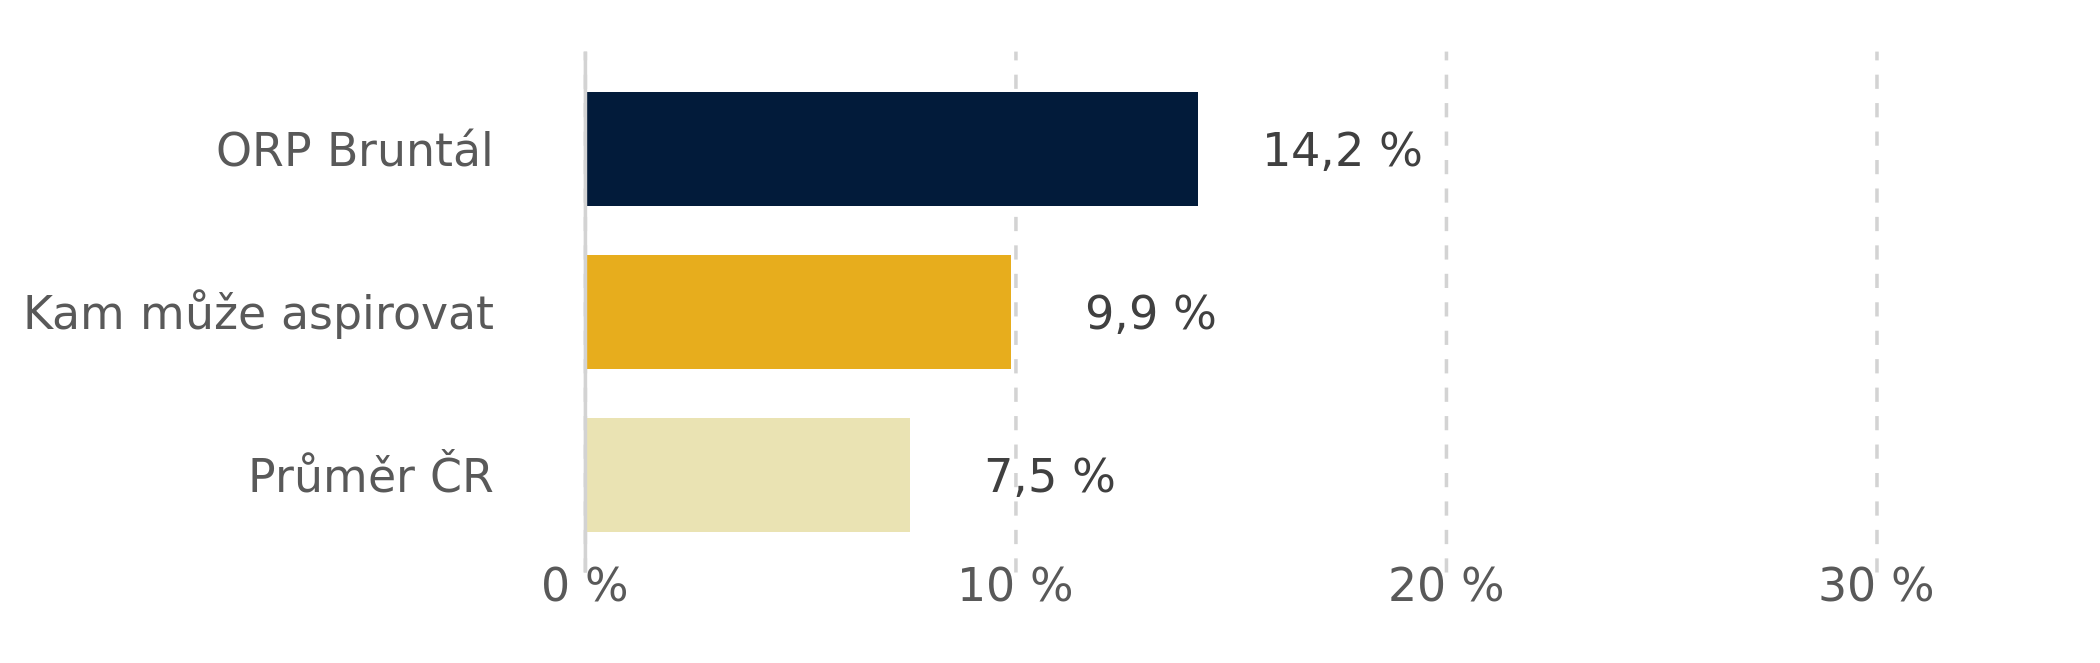 ORP Bruntál 14,2 %
Kam může aspirovat 9,9 %
Průměr ČR 7,5 %
0 % 10 % 20 % 30 %